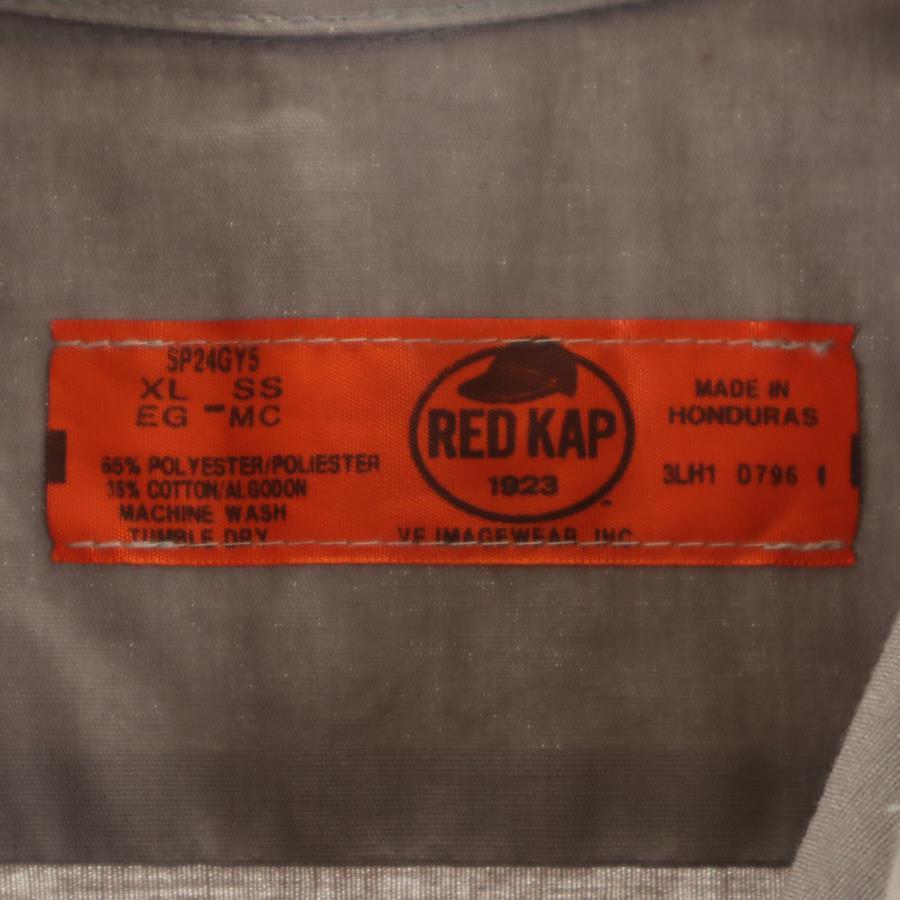 SP24GY5
XL SS
EG - MC
65% POLYESTER/POLIESTER
35% COTTON/ALGODON
MACHINE WASH
TUMBLE DRY
RED KAP
1923
™
VF IMAGEWEAR, INC.
MADE IN
HONDURAS
3LH1 0796 1